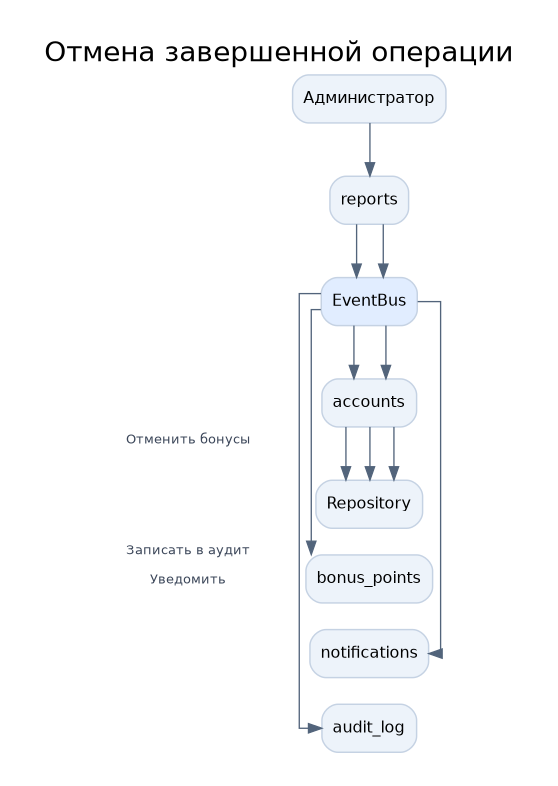 Отмена завершенной операции
Администратор
reports
EventBus
accounts
Отменить бонусы
Repository
Записать в аудит
Уведомить
bonus_points
notifications
audit_log